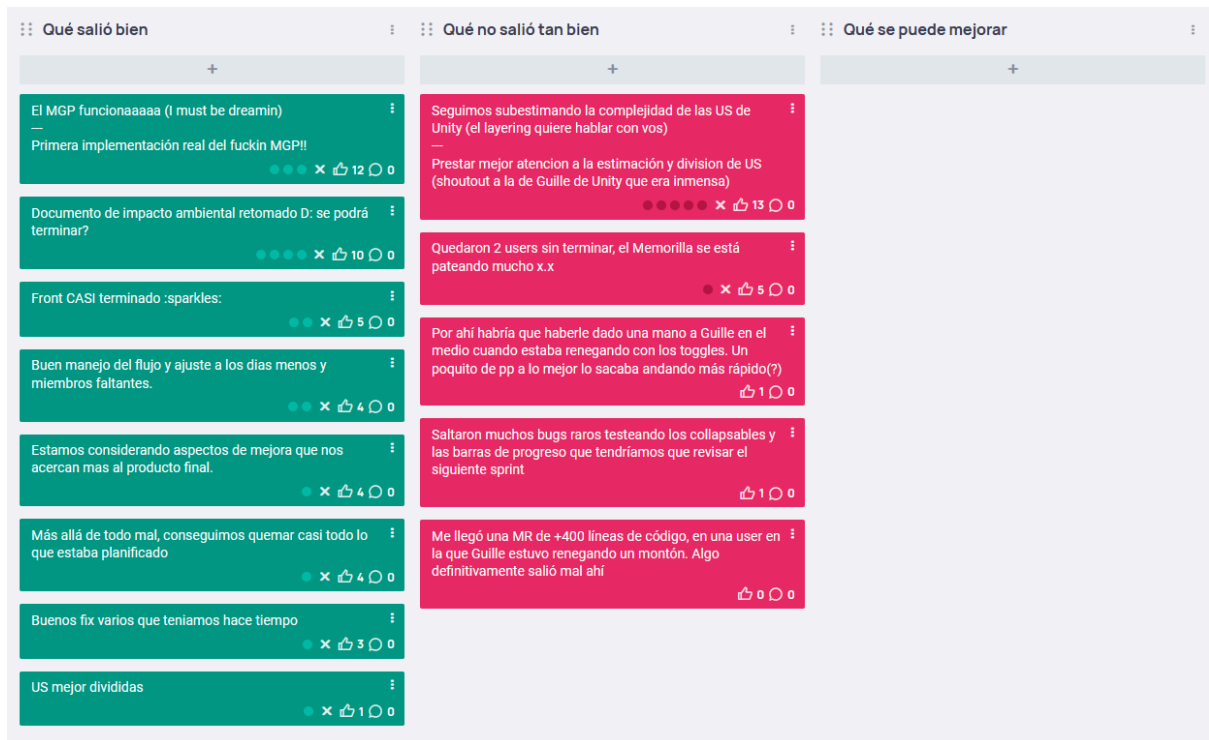 Qué salió bien
+
El MGP funcionaaaaa (I must be dreamin)
—
Primera implementación real del fuckin MGP!!
12 0
Documento de impacto ambiental retomado D: se podrá
terminar?
10 0
Front CASI terminado :sparkles:
5 0
Buen manejo del flujo y ajuste a los dias menos y
miembros faltantes.
4 0
Estamos considerando aspectos de mejora que nos
acercan mas al producto final.
4 0
Más allá de todo mal, conseguimos quemar casi todo lo
que estaba planificado
4 0
Buenos fix varios que teniamos hace tiempo
3 0
US mejor divididas
1 0
Qué no salió tan bien
+
Seguimos subestimando la complejidad de las US de
Unity (el layering quiere hablar con vos)
—
Prestar mejor atencion a la estimación y division de US
(shoutout a la de Guille de Unity que era inmensa)
13 0
Quedaron 2 users sin terminar, el Memorilla se está
pateando mucho x.x
5 0
Por ahí habría que haberle dado una mano a Guille en el
medio cuando estaba renegando con los toggles. Un
poquito de pp a lo mejor lo sacaba andando más rápido(?)
1 0
Saltaron muchos bugs raros testeando los collapsables y
las barras de progreso que tendríamos que revisar el
siguiente sprint
1 0
Me llegó una MR de +400 líneas de código, en una user en
la que Guille estuvo renegando un montón. Algo
definitivamente salió mal ahí
0 0
Qué se puede mejorar
+